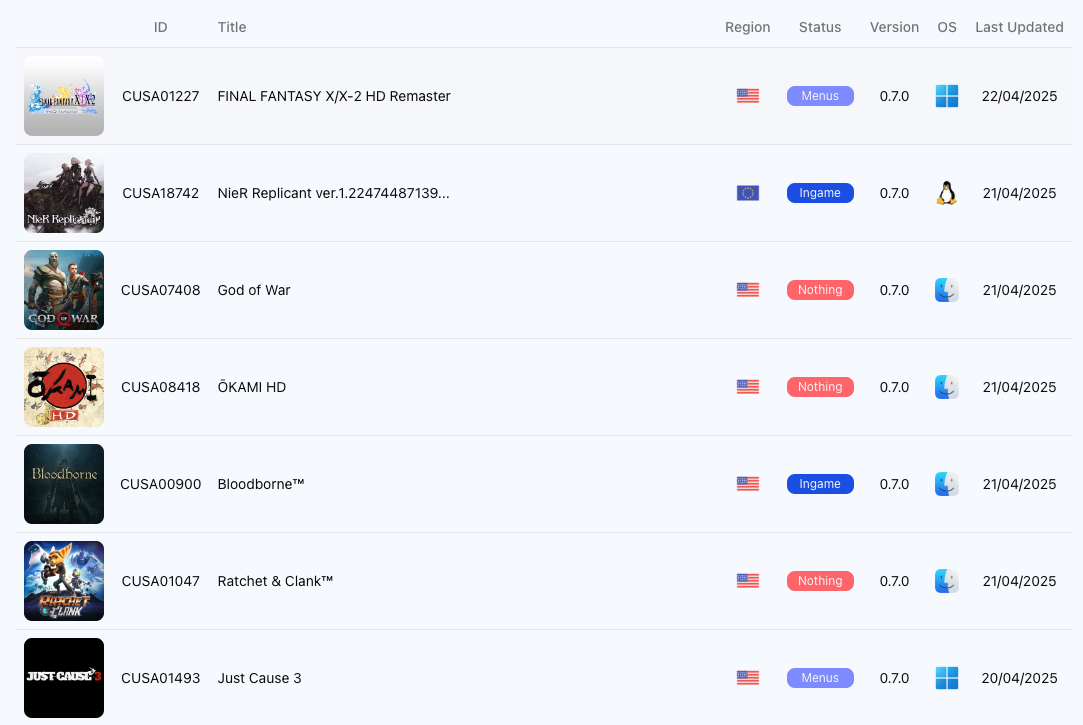 ID Title Region Status Version OS Last Updated
FINAL FANTASY X/X-2
CUSA01227 FINAL FANTASY X/X-2 HD Remaster Menus 0.7.0 22/04/2025
CUSA18742 NieR Replicant ver.1.22474487139... Ingame 0.7.0 21/04/2025
NieR Replicant
CUSA07408 God of War Nothing 0.7.0 21/04/2025
GOD OF WAR
CUSA08418 ŌKAMI HD Nothing 0.7.0 21/04/2025
ŌKAMI
HD
Bloodborne
CUSA00900 Bloodborne™ Ingame 0.7.0 21/04/2025
CUSA01047 Ratchet & Clank™ Nothing 0.7.0 21/04/2025
RATCHET
CLANK
JUST CAUSE 3
CUSA01493 Just Cause 3 Menus 0.7.0 20/04/2025